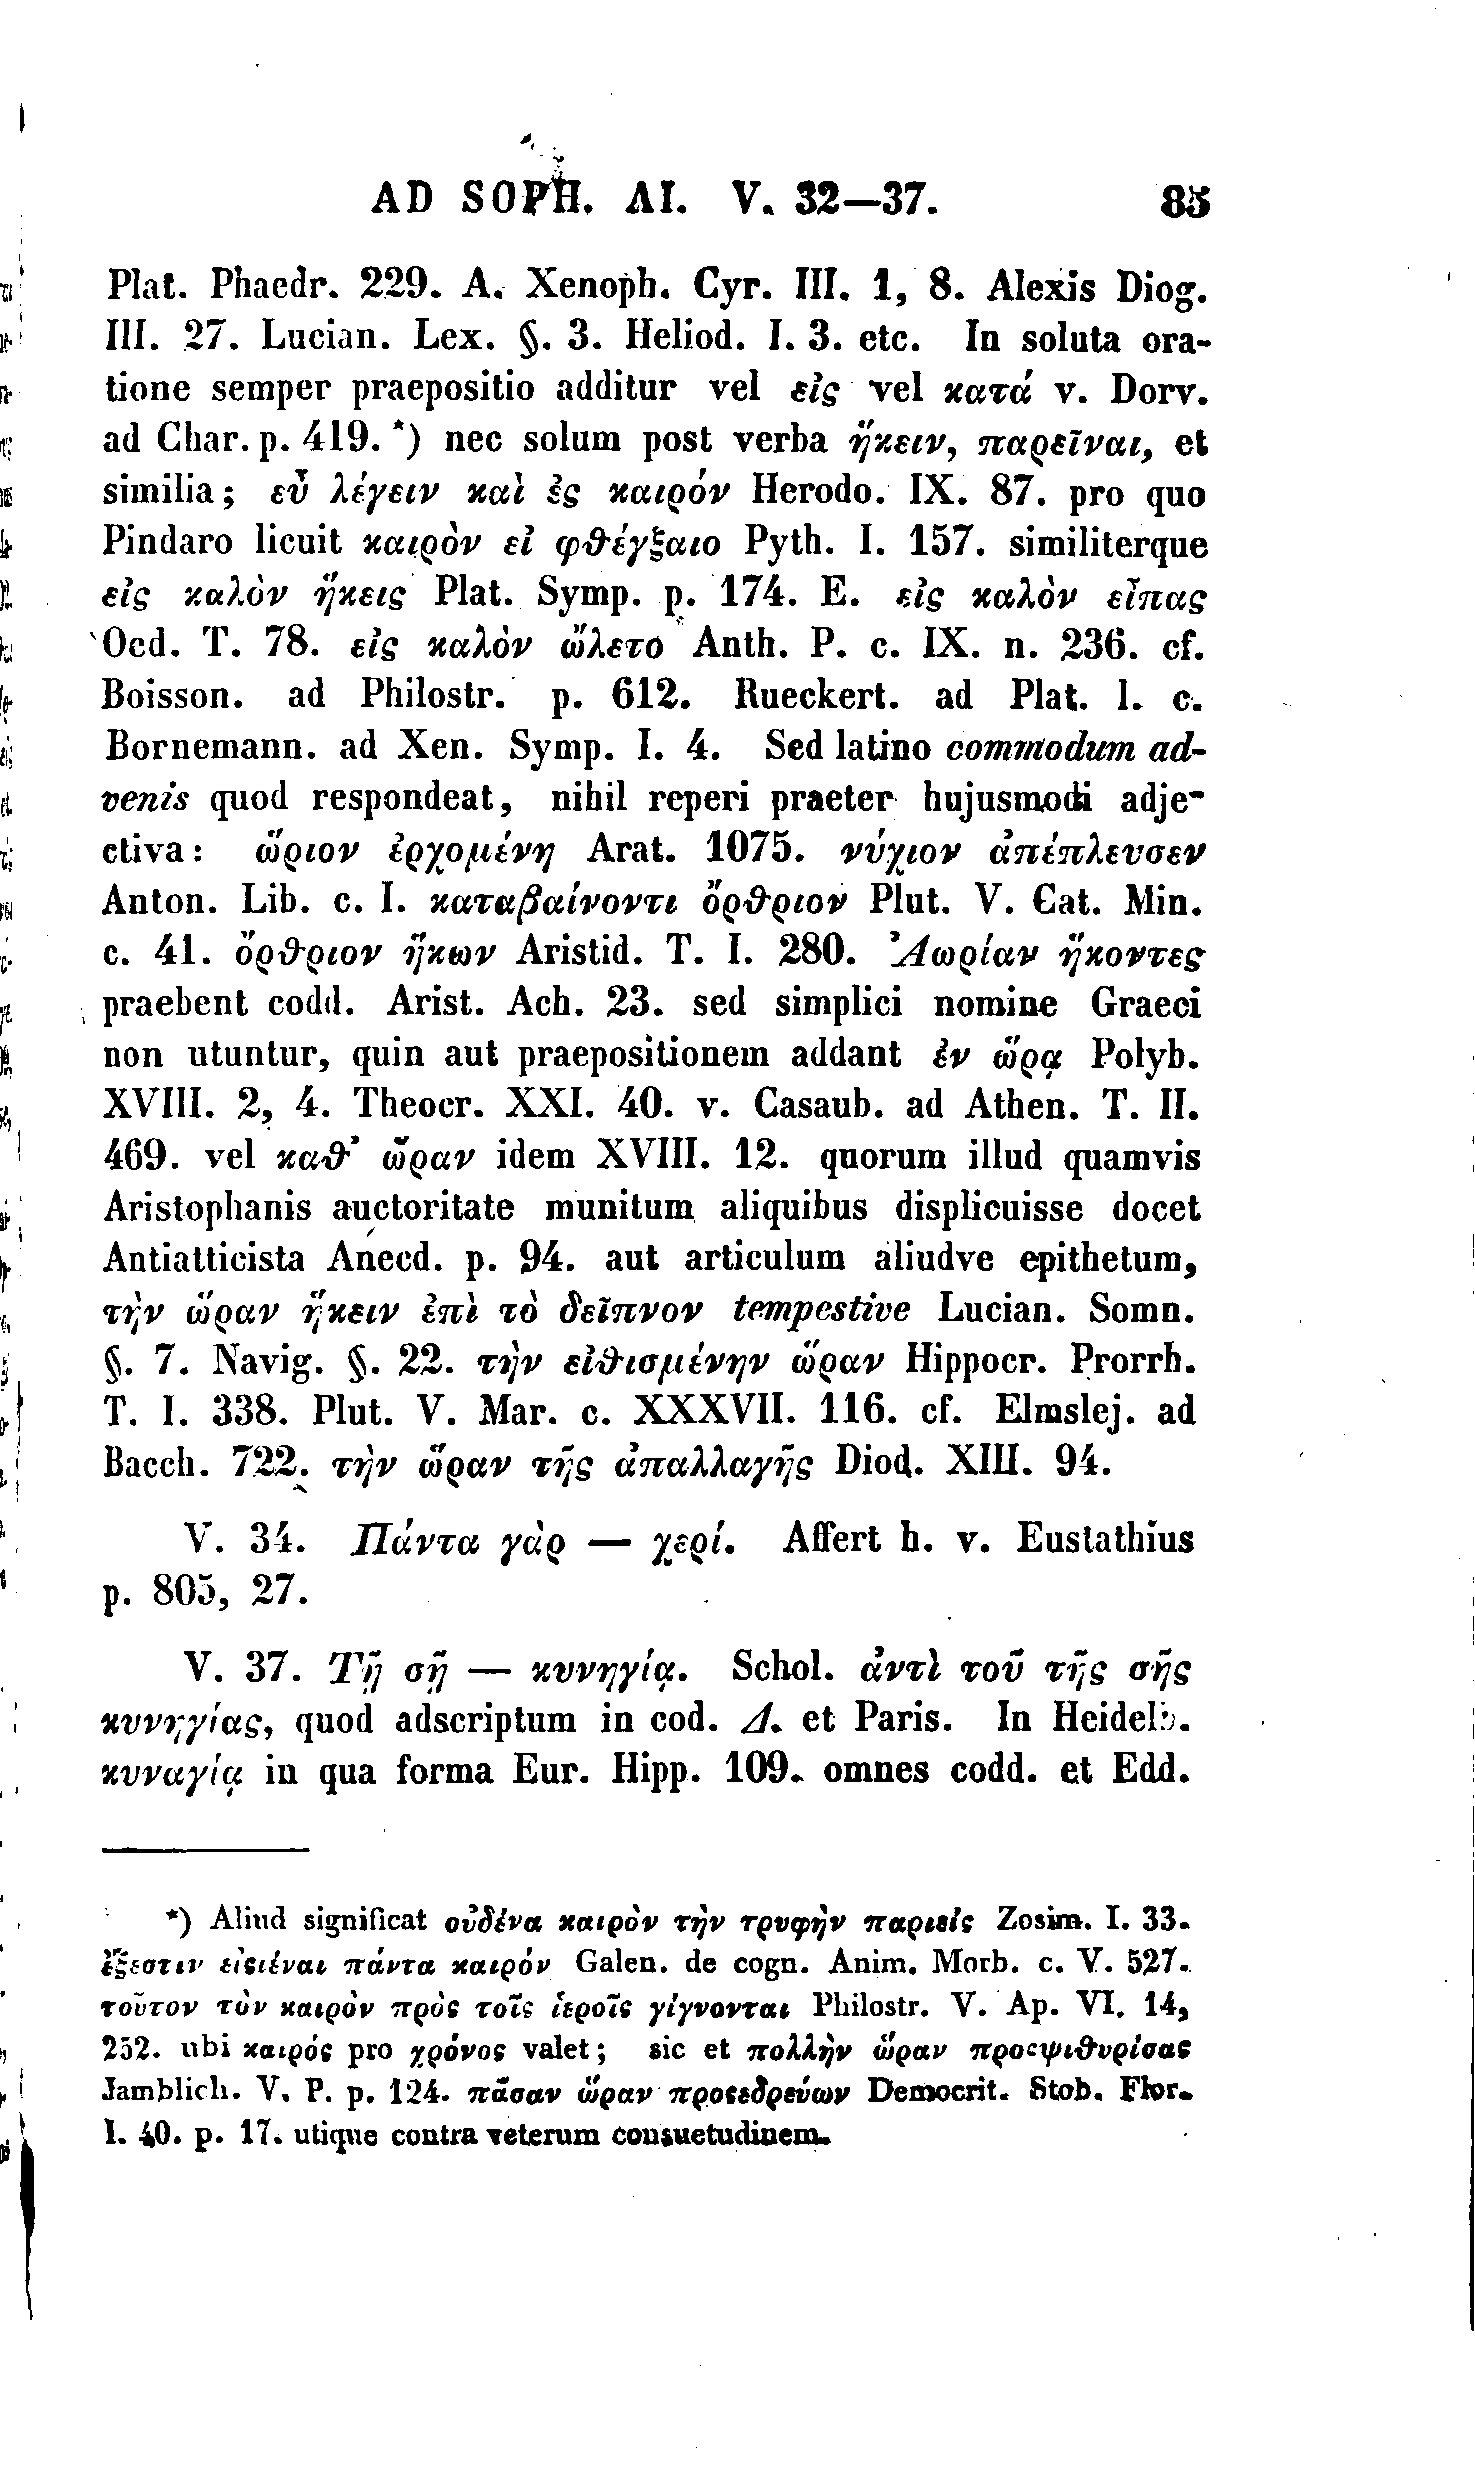 AD SOPH. AI. V. 32—37. 85
Plat. Phaedr. 229. A. Xenoph. Cyr. III. 1, 8. Alexis Diog.
III. 27. Lucian. Lex. §. 3. Heliod. I. 3. etc. In soluta ora-
tione semper praepositio additur vel εἰς vel κατά v. Dorv.
ad Char. p. 419. *) nec solum post verba ἥκειν, παρεῖναι, et
similia; εὖ λέγειν καὶ ἐς καιρόν Herodo. IX. 87. pro quo
Pindaro licuit καιρὸν εἰ φθέγξαιο Pyth. I. 157. similiterque
εἰς καλὸν ἥκεις Plat. Symp. p. 174. E. εἰς καλὸν εἶπας
Oed. T. 78. εἰς καλὸν ὤλετο Anth. P. c. IX. n. 236. cf.
Boisson. ad Philostr. p. 612. Rueckert. ad Plat. l. c.
Bornemann. ad Xen. Symp. I. 4. Sed latino commodum ad-
venis quod respondeat, nihil reperi praeter hujusmodi adje-
ctiva: ὥριον ἐρχομένη Arat. 1075. νύχιον ἀπέπλευσεν
Anton. Lib. c. I. καταβαίνοντι ὄρθριον Plut. V. Cat. Min.
c. 41. ὄρθριον ἥκων Aristid. T. I. 280. Ἀωρίαν ἥκοντες
praebent codd. Arist. Ach. 23. sed simplici nomine Graeci
non utuntur, quin aut praepositionem addant ἐν ὥρᾳ Polyb.
XVIII. 2, 4. Theocr. XXI. 40. v. Casaub. ad Athen. T. II.
469. vel καθ’ ὥραν idem XVIII. 12. quorum illud quamvis
Aristophanis auctoritate munitum aliquibus displicuisse docet
Antiatticista Anecd. p. 94. aut articulum aliudve epithetum,
τὴν ὥραν ἥκειν ἐπὶ τὸ δεῖπνον tempestive Lucian. Somn.
§. 7. Navig. §. 22. τὴν εἰθισμένην ὥραν Hippocr. Prorrh.
T. I. 338. Plut. V. Mar. c. XXXVII. 116. cf. Elmslej. ad
Bacch. 722. τὴν ὥραν τῆς ἀπαλλαγῆς Diod. XIII. 94.
V. 34. Πάντα γὰρ — χερί. Affert h. v. Eustathius
p. 805, 27.
V. 37. Τῇ σῇ — κυνηγίᾳ. Schol. ἀντὶ τοῦ τῆς σῆς
κυνηγίας, quod adscriptum in cod. Δ. et Paris. In Heidelb.
κυναγίᾳ in qua forma Eur. Hipp. 109. omnes codd. et Edd.
*) Aliud significat οὐδένα καιρὸν τὴν τρυφὴν παριεὶς Zosim. I. 33.
ἔξεστιν εἰςιέναι πάντα καιρόν Galen. de cogn. Anim. Morb. c. V. 527.
τοῦτον τὸν καιρὸν πρὸς τοῖς ἱεροῖς γίγνονται Philostr. V. Ap. VI. 14,
252. ubi καιρός pro χρόνος valet; sic et πολλὴν ὥραν προςψιθυρίσας
Jamblich. V. P. p. 124. πᾶσαν ὥραν προςεδρεύων Democrit. Stob. Flor.
I. 40. p. 17. utique contra veterum consuetudinem.